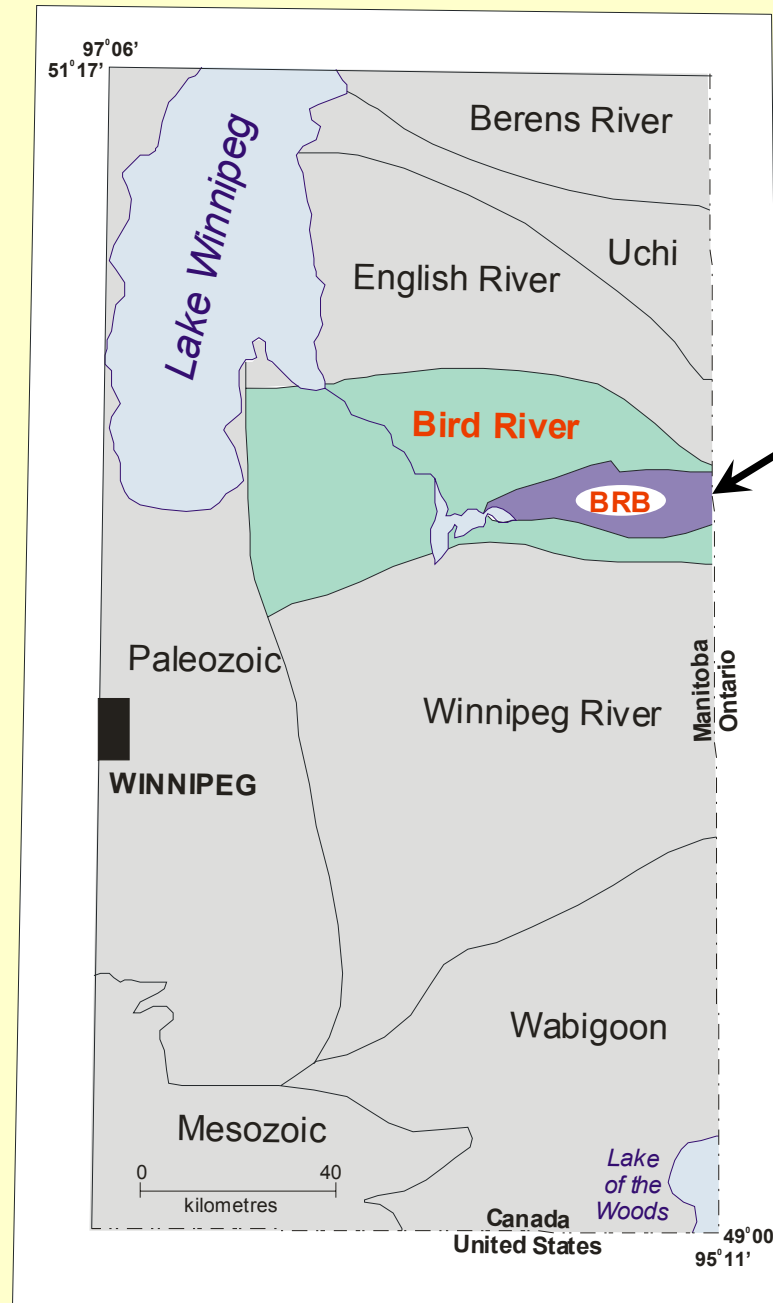 97°06’
51°17’
Berens River
Lake Winnipeg
Uchi
English River
Bird River
BRB
Manitoba
Ontario
Paleozoic
Winnipeg River
WINNIPEG
Wabigoon
Mesozoic
0 40
kilometres
Lake
of the
Woods
Canada
United States
49°00
95°11’